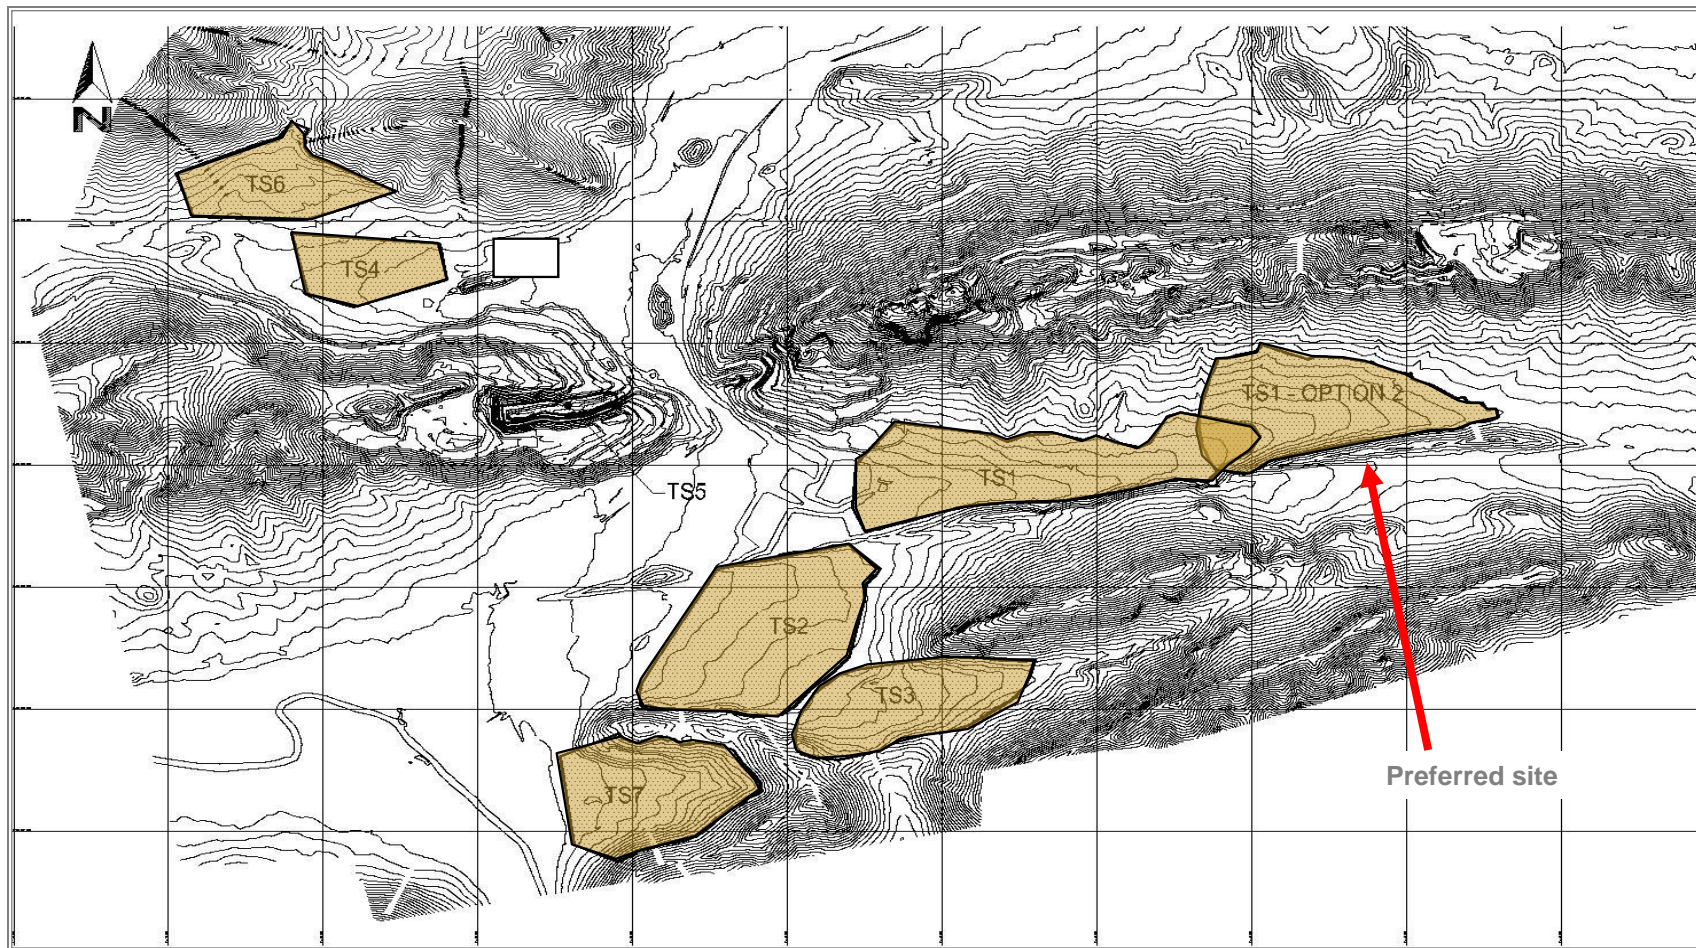 N
TS6
TS4
TS1 - OPTION 2
TS1
TS5
TS2
TS3
TS7
Preferred site